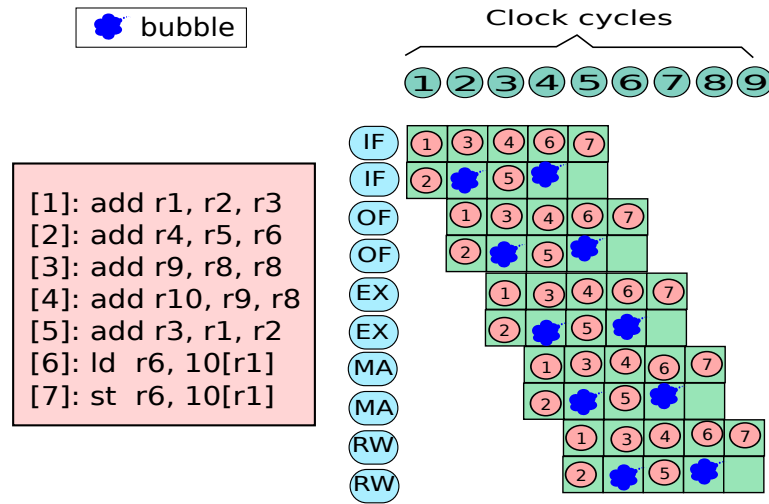 bubble
Clock cycles
1 2 3 4 5 6 7 8 9
[1]: add r1, r2, r3
[2]: add r4, r5, r6
[3]: add r9, r8, r8
[4]: add r10, r9, r8
[5]: add r3, r1, r2
[6]: ld r6, 10[r1]
[7]: st r6, 10[r1]
IF 1 3 4 6 7
IF 2 5
OF 1 3 4 6 7
OF 2 5
EX 1 3 4 6 7
EX 2 5
MA 1 3 4 6 7
MA 2 5
RW 1 3 4 6 7
RW 2 5